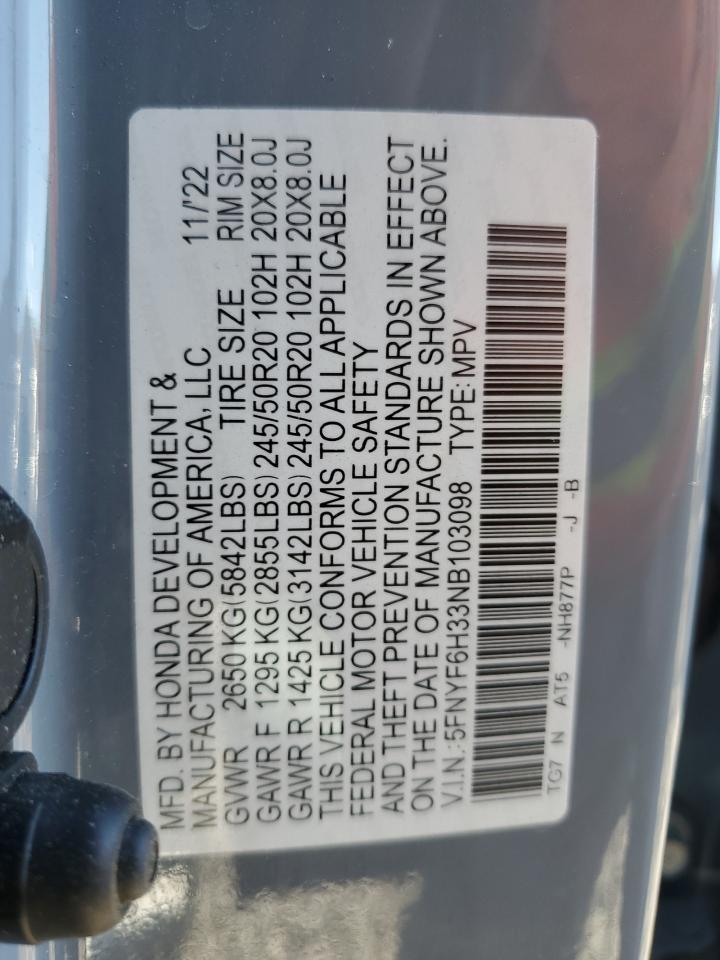 MFD. BY HONDA DEVELOPMENT &
MANUFACTURING OF AMERICA, LLC 11/'22
GVWR 2650 KG(5842LBS) TIRE SIZE RIM SIZE
GAWR F 1295 KG(2855LBS) 245/50R20 102H 20X8.0J
GAWR R 1425 KG(3142LBS) 245/50R20 102H 20X8.0J
THIS VEHICLE CONFORMS TO ALL APPLICABLE
FEDERAL MOTOR VEHICLE SAFETY
AND THEFT PREVENTION STANDARDS IN EFFECT
ON THE DATE OF MANUFACTURE SHOWN ABOVE.
V.I.N.:5FNYF6H33NB103098 TYPE: MPV
TG7 N AT5 -NH877P -J -B